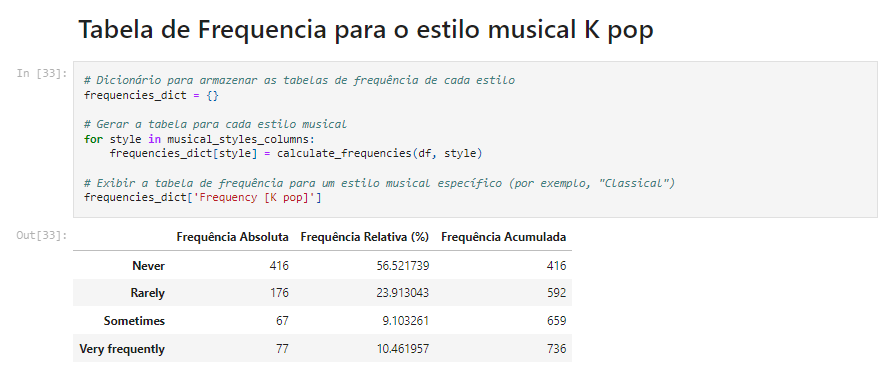 Tabela de Frequencia para o estilo musical K pop
In [33]:
# Dicionário para armazenar as tabelas de frequência de cada estilo
frequencies_dict = {}
# Gerar a tabela para cada estilo musical
for style in musical_styles_columns:
    frequencies_dict[style] = calculate_frequencies(df, style)
# Exibir a tabela de frequência para um estilo musical específico (por exemplo, "Classical")
frequencies_dict['Frequency [K pop]']
Out[33]:
Frequência Absoluta Frequência Relativa (%) Frequência Acumulada
Never 416 56.521739 416
Rarely 176 23.913043 592
Sometimes 67 9.103261 659
Very frequently 77 10.461957 736